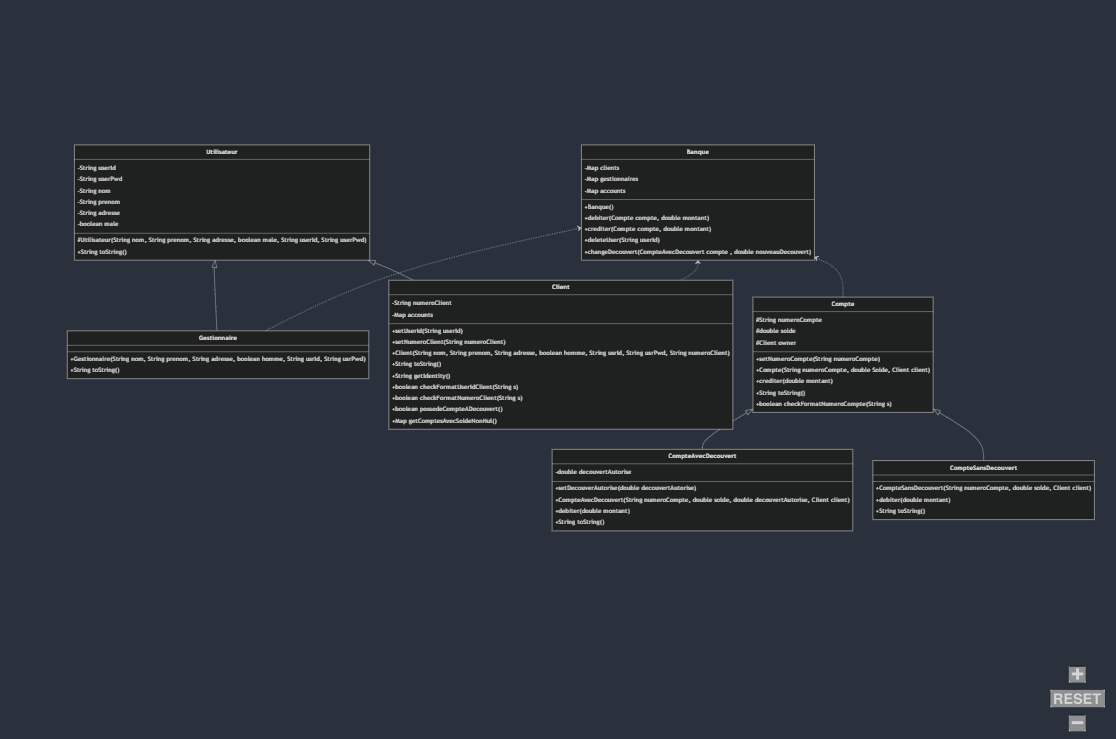 Utilisateur
-String userId
-String userPwd
-String nom
-String prenom
-String adresse
-boolean male
#Utilisateur(String nom, String prenom, String adresse, boolean male, String userId, String userPwd)
+String toString()
Banque
-Map clients
-Map gestionnaires
-Map accounts
+Banque()
+debiter(Compte compte, double montant)
+crediter(Compte compte, double montant)
+deleteUser(String userId)
+changeDecouvert(CompteAvecDecouvert compte , double nouveauDecouvert)
Gestionnaire
+Gestionnaire(String nom, String prenom, String adresse, boolean homme, String usrId, String usrPwd)
+String toString()
Client
-String numeroClient
-Map accounts
+setUserId(String userId)
+setNumeroClient(String numeroClient)
+Client(String nom, String prenom, String adresse, boolean homme, String usrId, String usrPwd, String numeroClient)
+String toString()
+String getIdentity()
+boolean checkFormatUserIdClient(String s)
+boolean checkFormatNumeroClient(String s)
+boolean possedeCompteADecouvert()
+Map getComptesAvecSoldeNonNul()
Compte
#String numeroCompte
#double solde
#Client owner
+setNumeroCompte(String numeroCompte)
+Compte(String numeroCompte, double Solde, Client client)
+crediter(double montant)
+String toString()
+boolean checkFormatNumeroCompte(String s)
CompteAvecDecouvert
-double decouvertAutorise
+setDecouverAutorise(double decouvertAutorise)
+CompteAvecDecouvert(String numeroCompte, double solde, double decouvertAutorise, Client client)
+debiter(double montant)
+String toString()
CompteSansDecouvert
+CompteSansDecouvert(String numeroCompte, double solde, Client client)
+debiter(double montant)
+String toString()
+
RESET
−